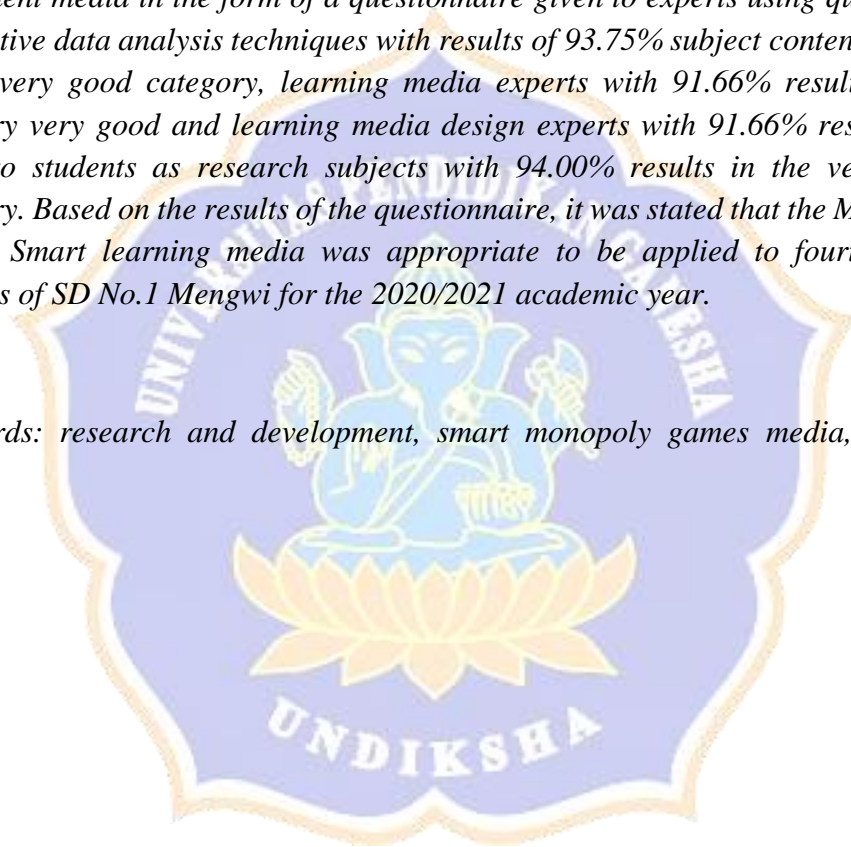 ent media in the form of a questionnaire given to experts using qu
tive data analysis techniques with results of 93.75% subject conten
very good category, learning media experts with 91.66% resul
ry very good and learning media design experts with 91.66% res
o students as research subjects with 94.00% results in the ve
ry. Based on the results of the questionnaire, it was stated that the M
Smart learning media was appropriate to be applied to four
s of SD No.1 Mengwi for the 2020/2021 academic year.
rds: research and development, smart monopoly games media,
UNIVERSITAS PENDIDIKAN GANESHA
UNDIKSHA